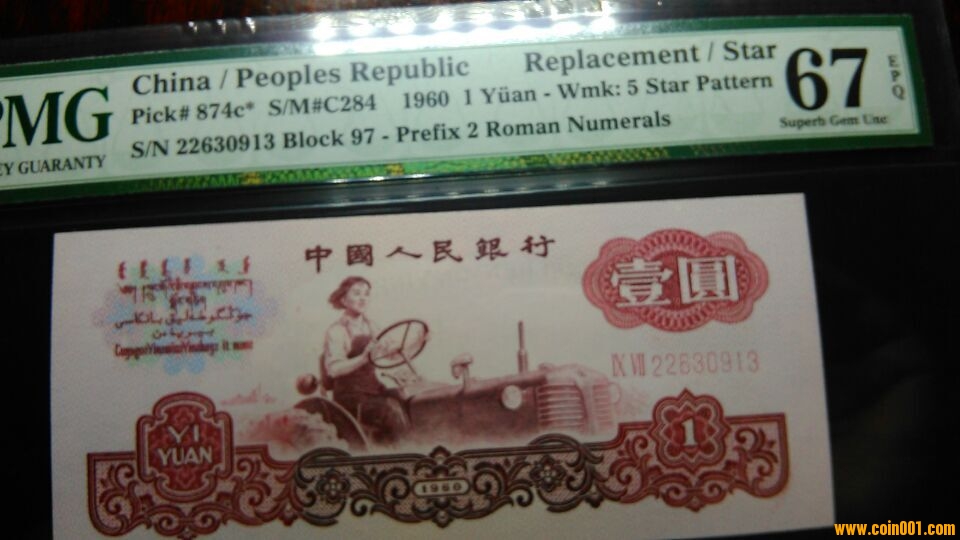 China / Peoples Republic Replacement / Star
Pick# 874c* S/M#C284 1960 1 Yüan - Wmk: 5 Star Pattern
S/N 22630913 Block 97 - Prefix 2 Roman Numerals
PMG
EY GUARANTY
67
EPQ
Superb Gem Unc
中國人民銀行
壹圓
IX VII 22630913
YI
YUAN
1
1960
www.coin001.com